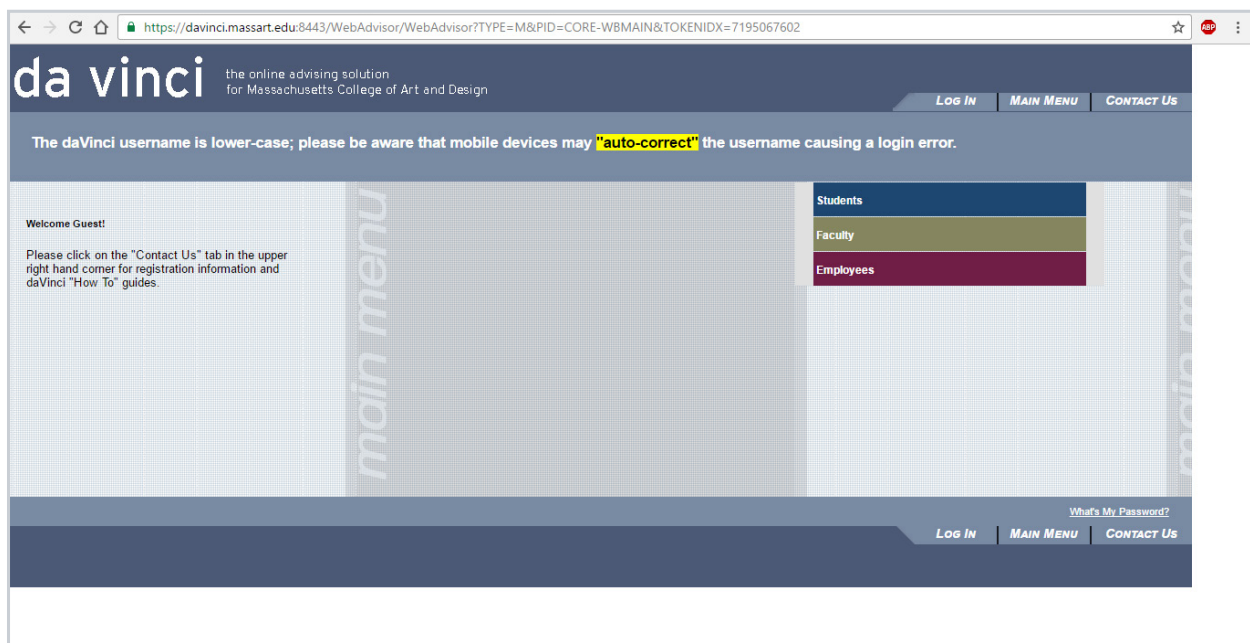 https://davinci.massart.edu:8443/WebAdvisor/WebAdvisor?TYPE=M&PID=CORE-WBMAIN&TOKENIDX=7195067602
ABP
da vinci
the online advising solution
for Massachusetts College of Art and Design
LOG IN MAIN MENU CONTACT US
The daVinci username is lower-case; please be aware that mobile devices may "auto-correct" the username causing a login error.
Welcome Guest!
Please click on the "Contact Us" tab in the upper
right hand corner for registration information and
daVinci "How To" guides.
main menu
Students
Faculty
Employees
main menu
What's My Password?
LOG IN MAIN MENU CONTACT US